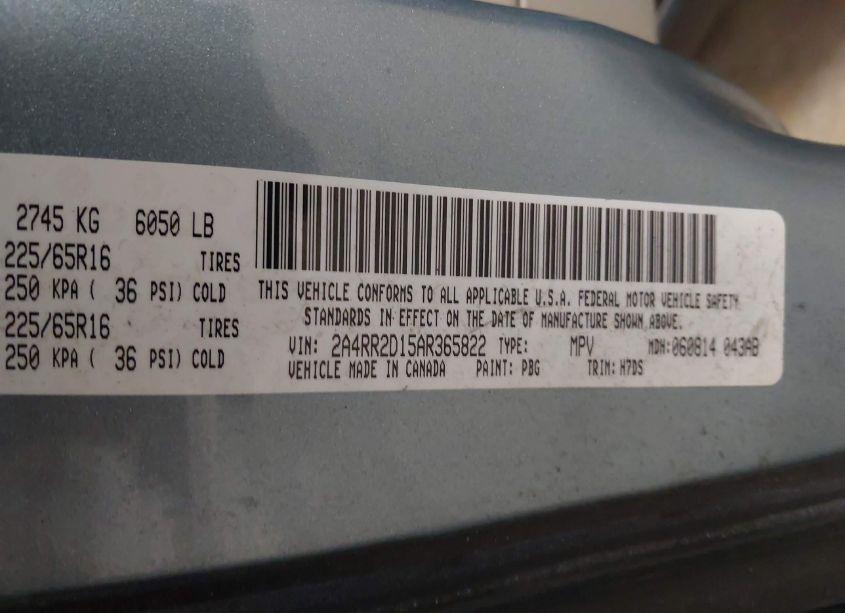 2745 KG 6050 LB
225/65R16 TIRES
250 KPA ( 36 PSI) COLD
225/65R16 TIRES
250 KPA ( 36 PSI) COLD
THIS VEHICLE CONFORMS TO ALL APPLICABLE U.S.A. FEDERAL MOTOR VEHICLE SAFETY
STANDARDS IN EFFECT ON THE DATE OF MANUFACTURE SHOWN ABOVE.
VIN: 2A4RR2D15AR365822 TYPE: MPV MDH:060814 043AB
VEHICLE MADE IN CANADA PAINT: PBG TRIM: H7DS